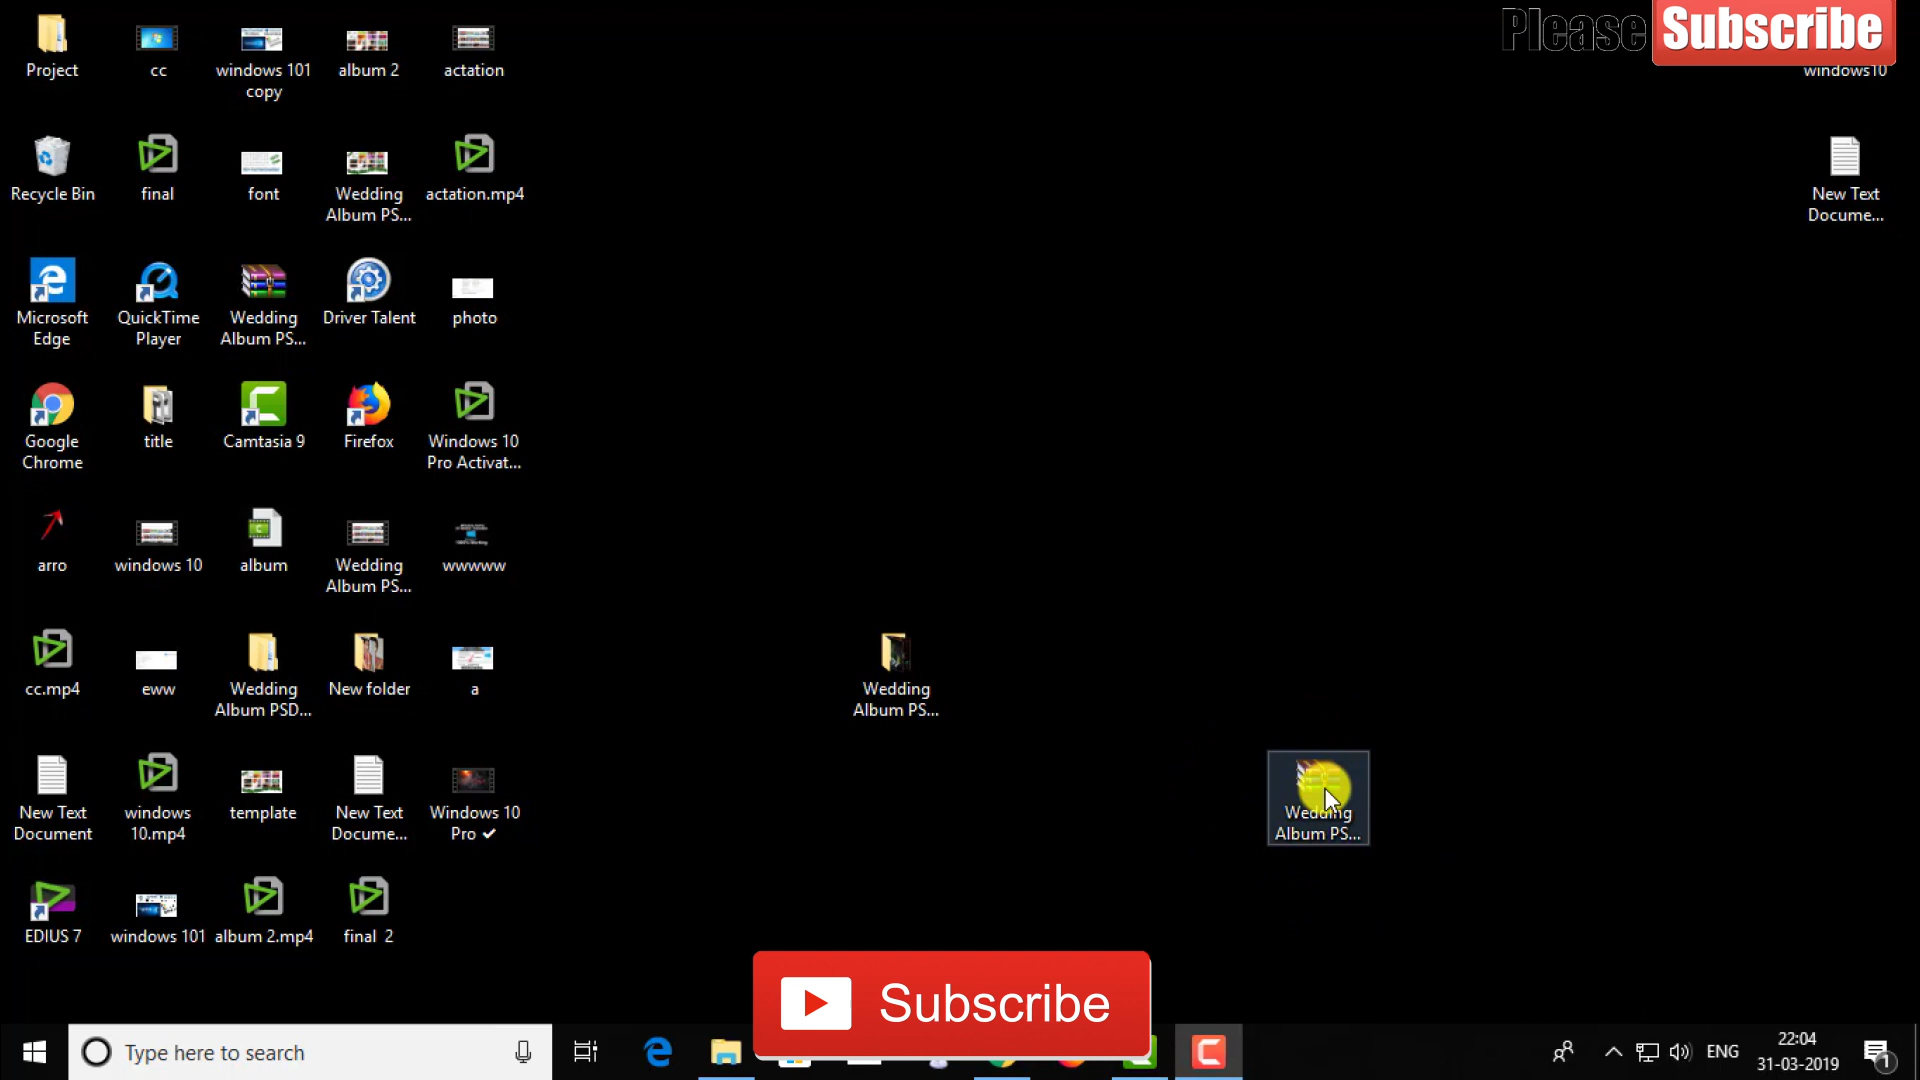 Please Subscribe
Project
cc
windows 101
copy
album 2
actation
windows10
Recycle Bin
final
font
Wedding
Album PS...
actation.mp4
New Text
Docume...
Microsoft
Edge
QuickTime
Player
Wedding
Album PS...
Driver Talent
photo
Google
Chrome
title
Camtasia 9
Firefox
Windows 10
Pro Activat...
arro
windows 10
album
Wedding
Album PS...
wwwww
cc.mp4
eww
Wedding
Album PSD...
New folder
a
Wedding
Album PS...
New Text
Document
windows
10.mp4
template
New Text
Docume...
Windows 10
Pro ✔
Wedding
Album PS...
EDIUS 7
windows 101
album 2.mp4
final 2
Subscribe
Type here to search
ENG
22:04
31-03-2019
1